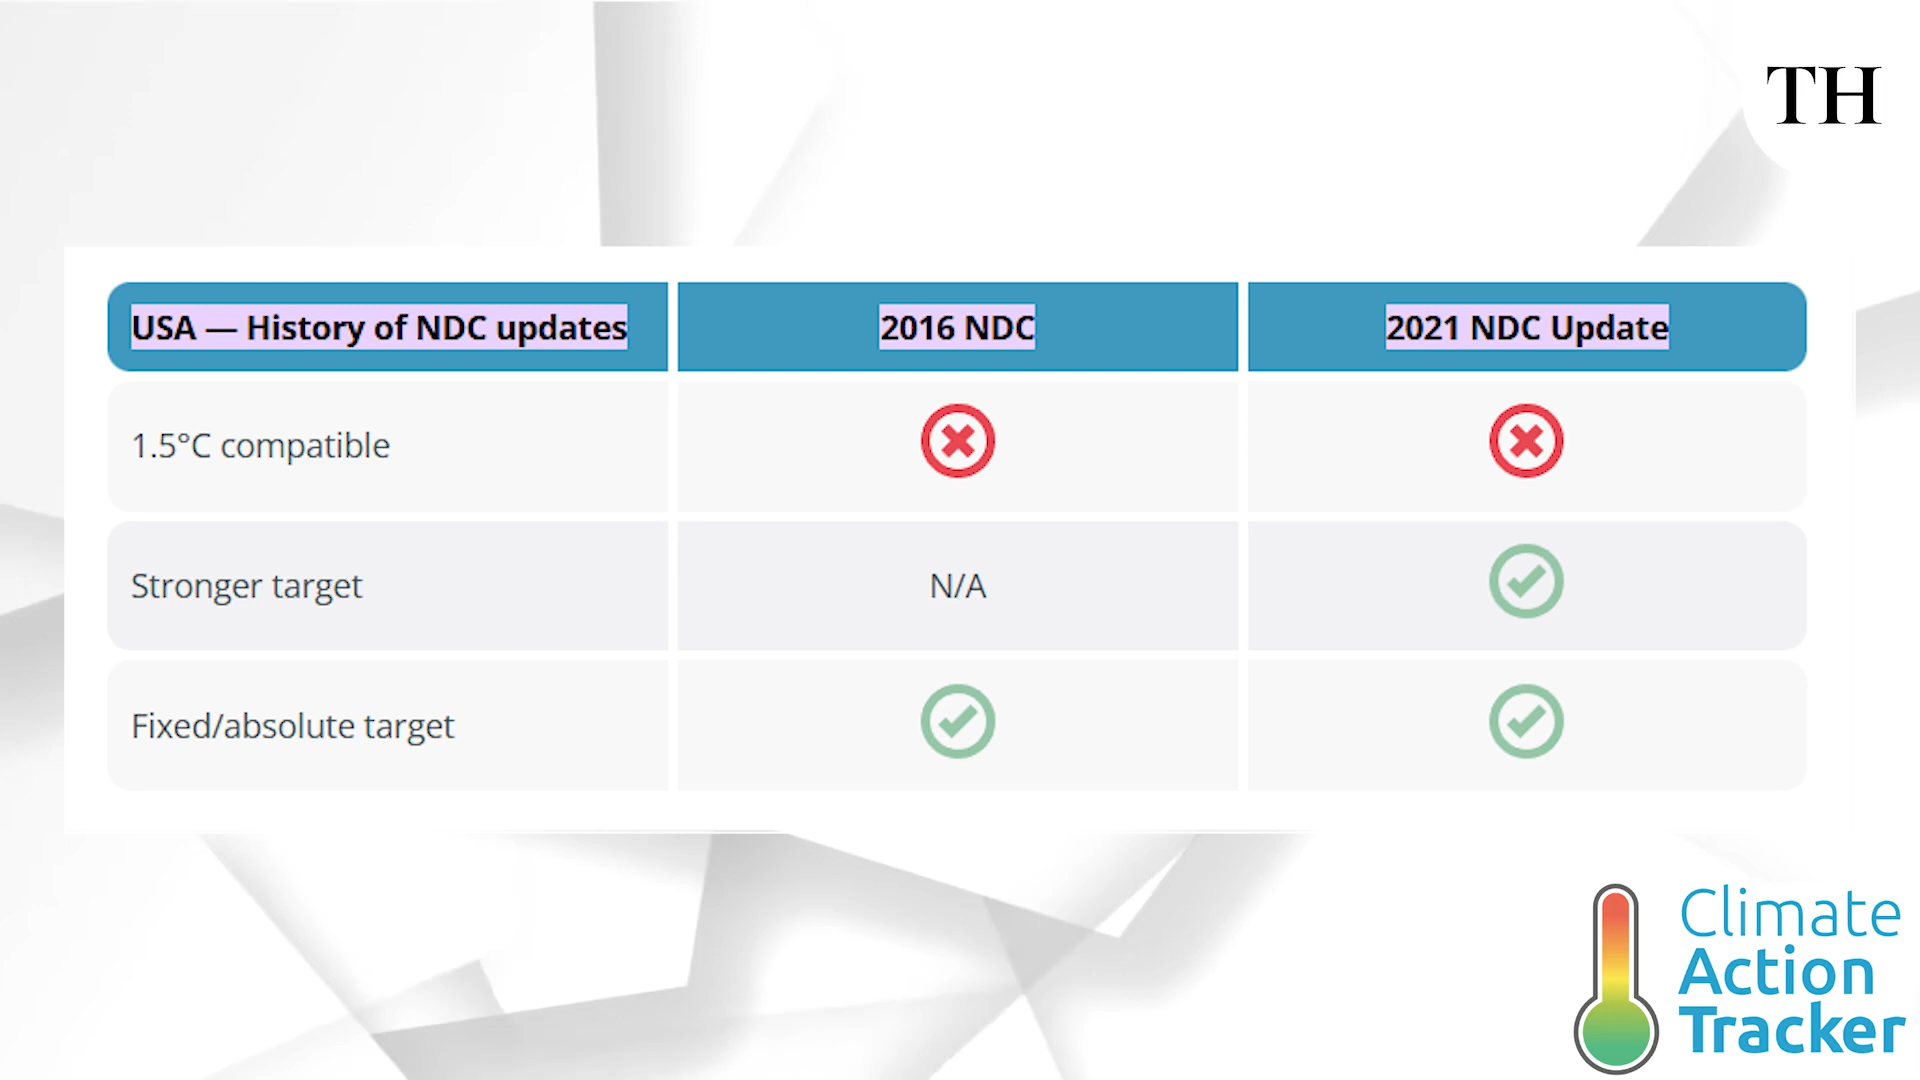 TH
USA — History of NDC updates
2016 NDC
2021 NDC Update
1.5°C compatible
Stronger target
N/A
Fixed/absolute target
Climate
Action
Tracker